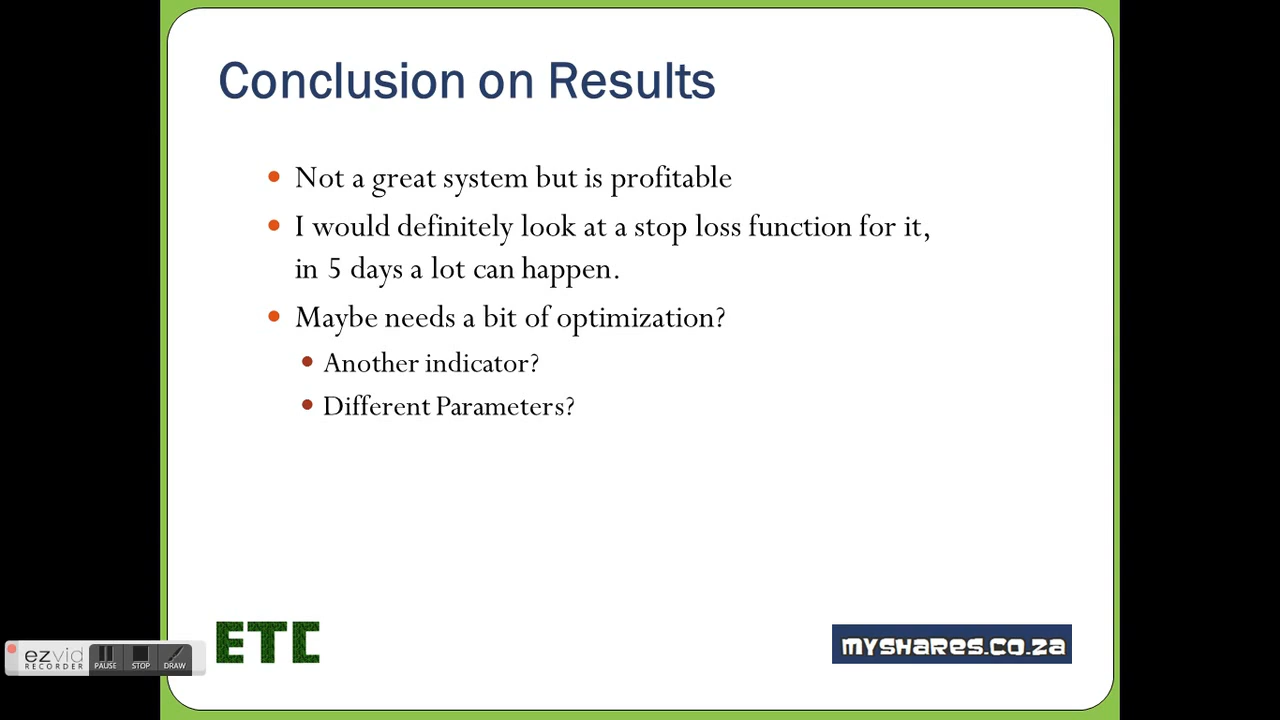 Conclusion on Results
Not a great system but is profitable
I would definitely look at a stop loss function for it,
in 5 days a lot can happen.
Maybe needs a bit of optimization?
Another indicator?
Different Parameters?
ETC
MYSHARES.CO.ZA
ezvid
RECORDER
PAUSE
STOP
DRAW